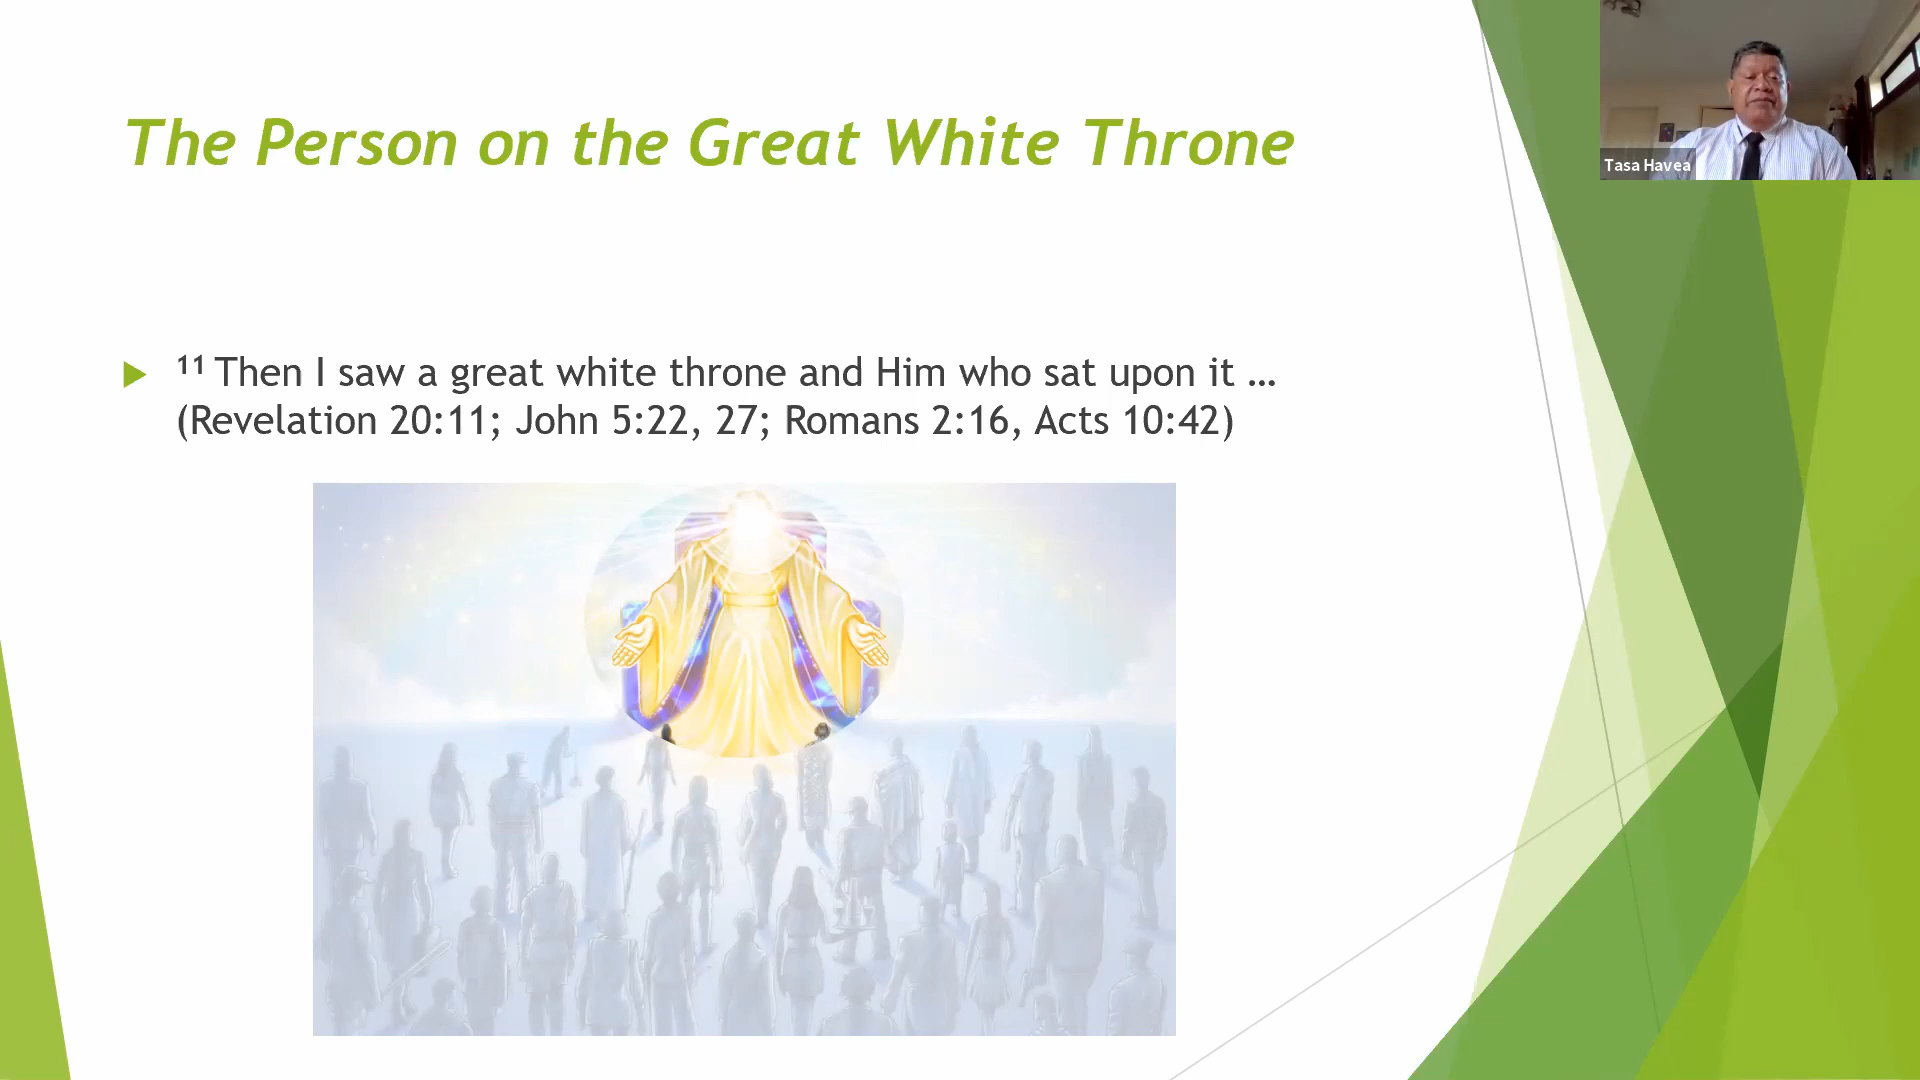 The Person on the Great White Throne
Tasa Havea
11 Then I saw a great white throne and Him who sat upon it …
(Revelation 20:11; John 5:22, 27; Romans 2:16, Acts 10:42)